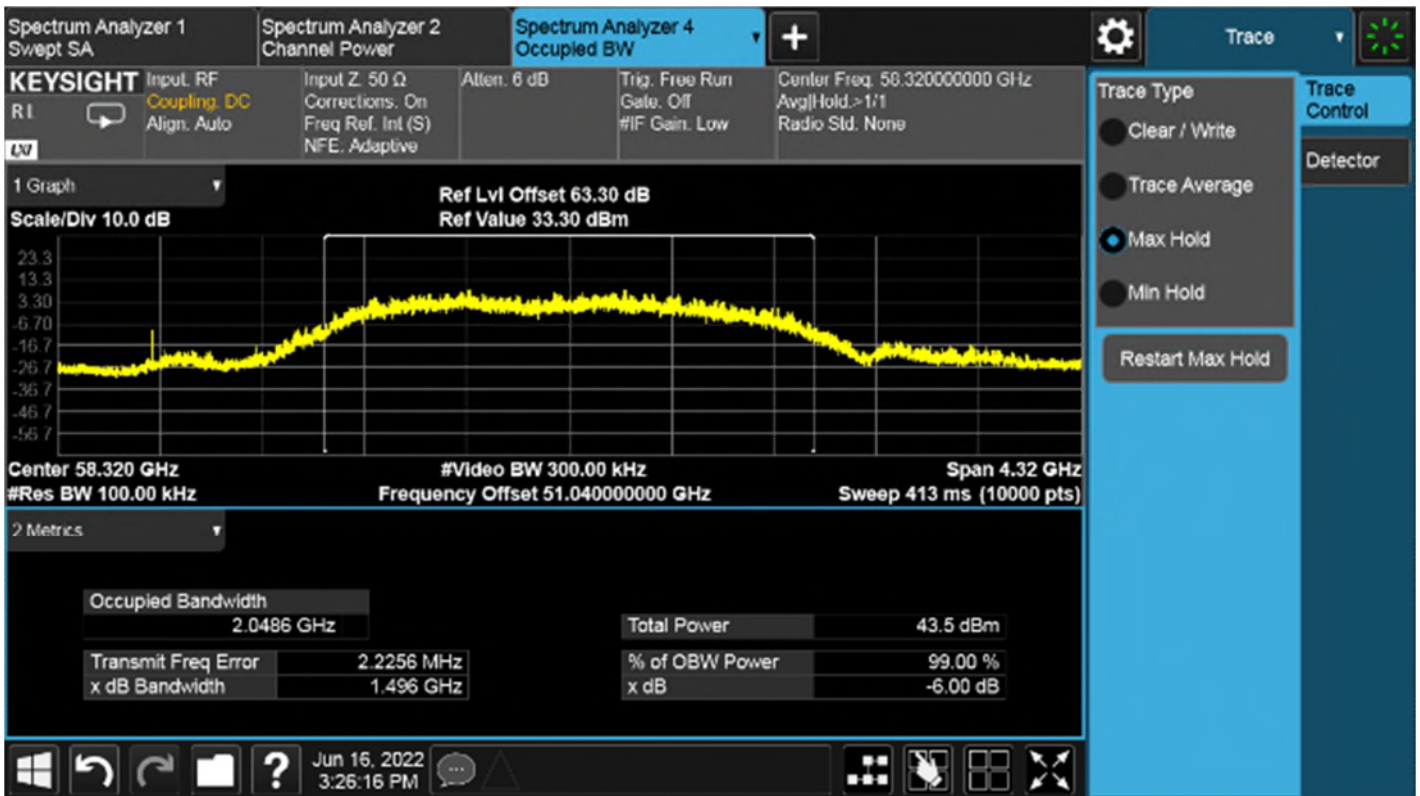 Spectrum Analyzer 1
Swept SA
Spectrum Analyzer 2
Channel Power
Spectrum Analyzer 4
Occupied BW
Trace
KEYSIGHT
RL
LXI
Input: RF
Coupling: DC
Align: Auto
Input Z: 50 Ω
Corrections: On
Freq Ref: Int (S)
NFE: Adaptive
Atten: 6 dB
Trig: Free Run
Gate: Off
#IF Gain: Low
Center Freq: 58.320000000 GHz
Avg|Hold:>1/1
Radio Std: None
Trace Type
Clear / Write
Trace Average
Max Hold
Min Hold
Restart Max Hold
Trace
Control
Detector
1 Graph
Scale/Div 10.0 dB
Ref Lvl Offset 63.30 dB
Ref Value 33.30 dBm
23.3
13.3
3.30
-6.70
-16.7
-26.7
-36.7
-46.7
-56.7
Center 58.320 GHz
#Res BW 100.00 kHz
#Video BW 300.00 kHz
Frequency Offset 51.040000000 GHz
Span 4.32 GHz
Sweep 413 ms (10000 pts)
2 Metrics
Occupied Bandwidth
2.0486 GHz
Total Power 43.5 dBm
Transmit Freq Error 2.2256 MHz
% of OBW Power 99.00 %
x dB Bandwidth 1.496 GHz
x dB -6.00 dB
Jun 16, 2022
3:26:16 PM